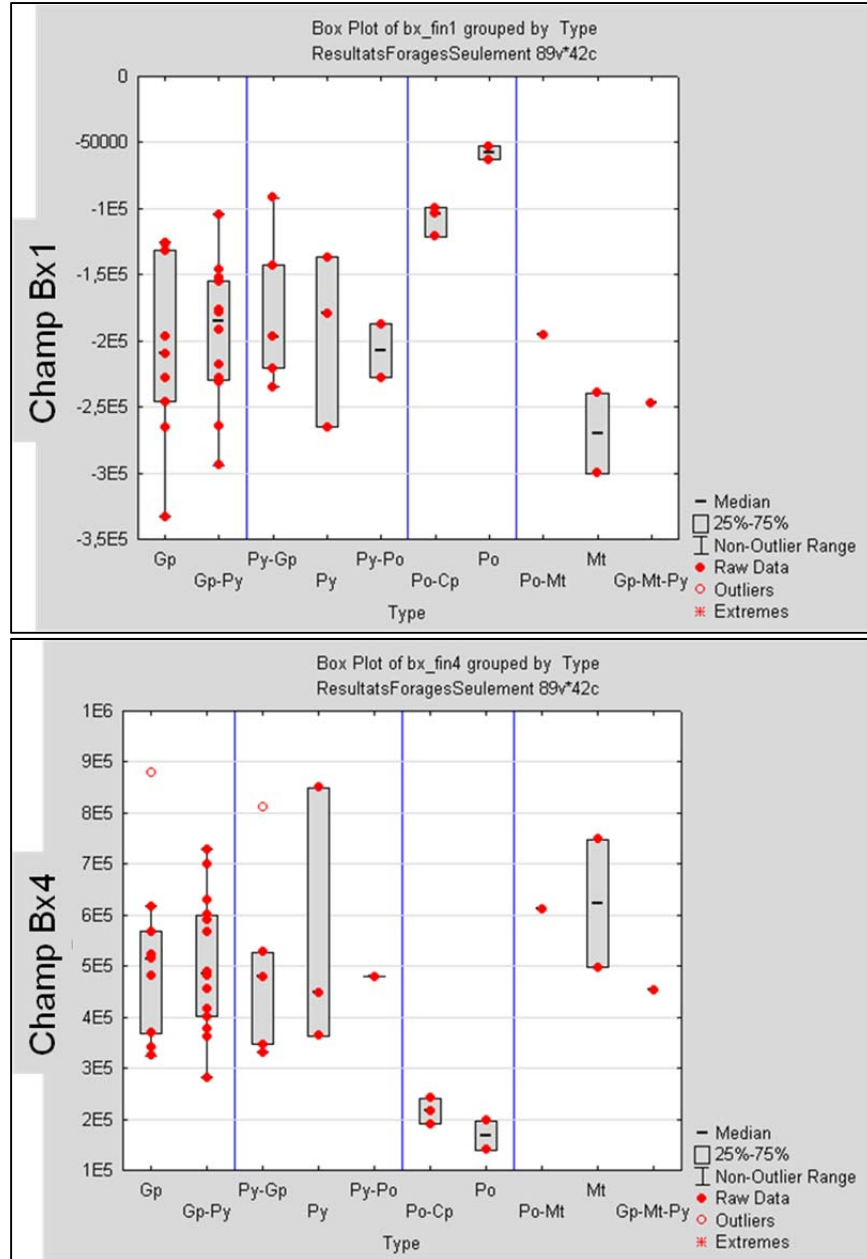 Box Plot of bx_fin1 grouped by Type
ResultatsForagesSeulement 89v*42c
Champ Bx1
0
-50000
-1E5
-1,5E5
-2E5
-2,5E5
-3E5
-3,5E5
Gp
Gp-Py
Py-Gp
Py
Py-Po
Po-Cp
Po
Po-Mt
Mt
Gp-Mt-Py
Type
Median
25%-75%
Non-Outlier Range
Raw Data
Outliers
Extremes
Box Plot of bx_fin4 grouped by Type
ResultatsForagesSeulement 89v*42c
Champ Bx4
1E6
9E5
8E5
7E5
6E5
5E5
4E5
3E5
2E5
1E5
Gp
Gp-Py
Py-Gp
Py
Py-Po
Po-Cp
Po
Po-Mt
Mt
Gp-Mt-Py
Type
Median
25%-75%
Non-Outlier Range
Raw Data
Outliers
Extremes